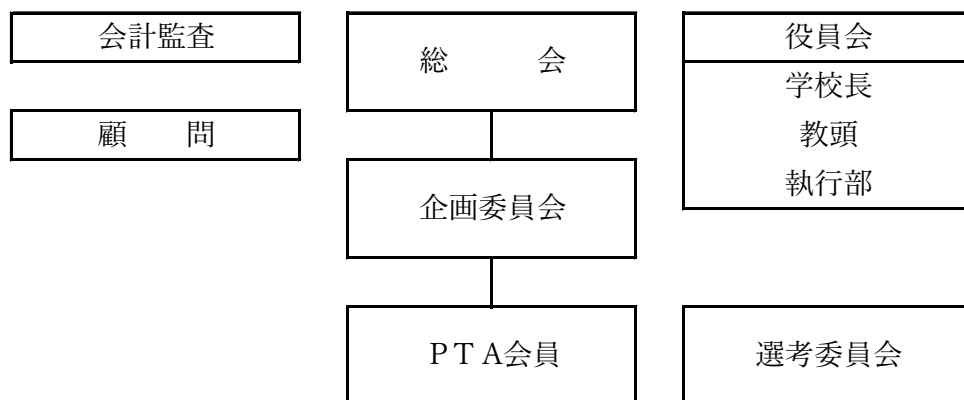 会計監査
総　　会
役員会
学校長
顧　問
教頭
執行部
企画委員会
ＰＴＡ会員
選考委員会